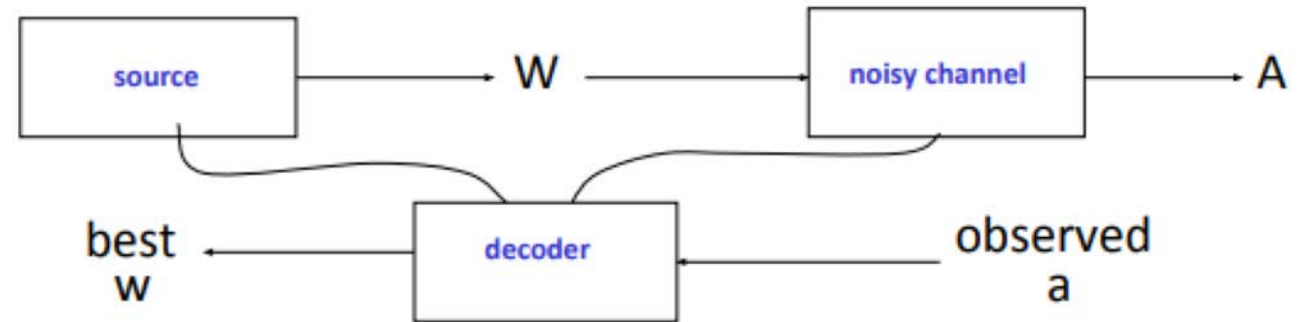 source
W
noisy channel
A
best
w
decoder
observed
a